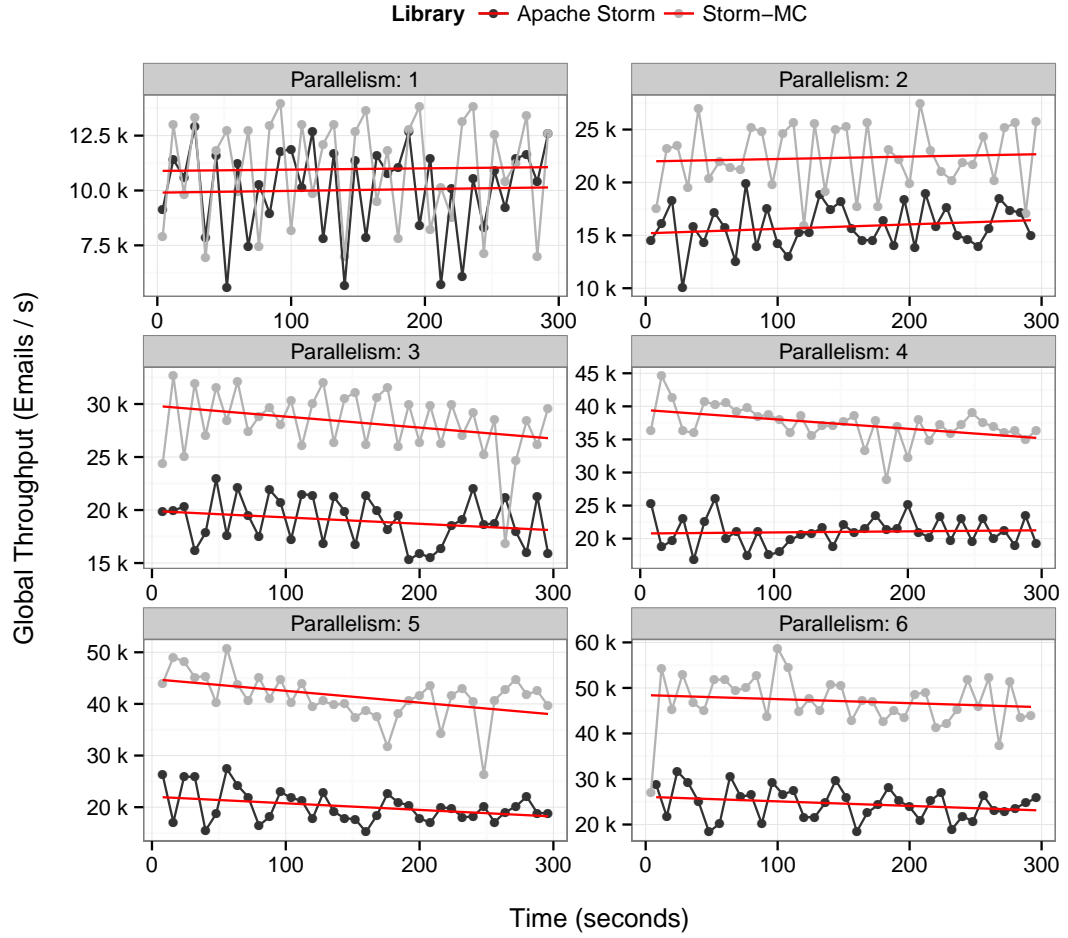 Library Apache Storm Storm−MC
Global Throughput (Emails / s)
Parallelism: 1
12.5 k
10.0 k
7.5 k
0 100 200 300
Parallelism: 2
25 k
20 k
15 k
10 k
0 100 200 300
Parallelism: 3
30 k
25 k
20 k
15 k
0 100 200 300
Parallelism: 4
45 k
40 k
35 k
30 k
25 k
20 k
0 100 200 300
Parallelism: 5
50 k
40 k
30 k
20 k
0 100 200 300
Parallelism: 6
60 k
50 k
40 k
30 k
20 k
0 100 200 300
Time (seconds)